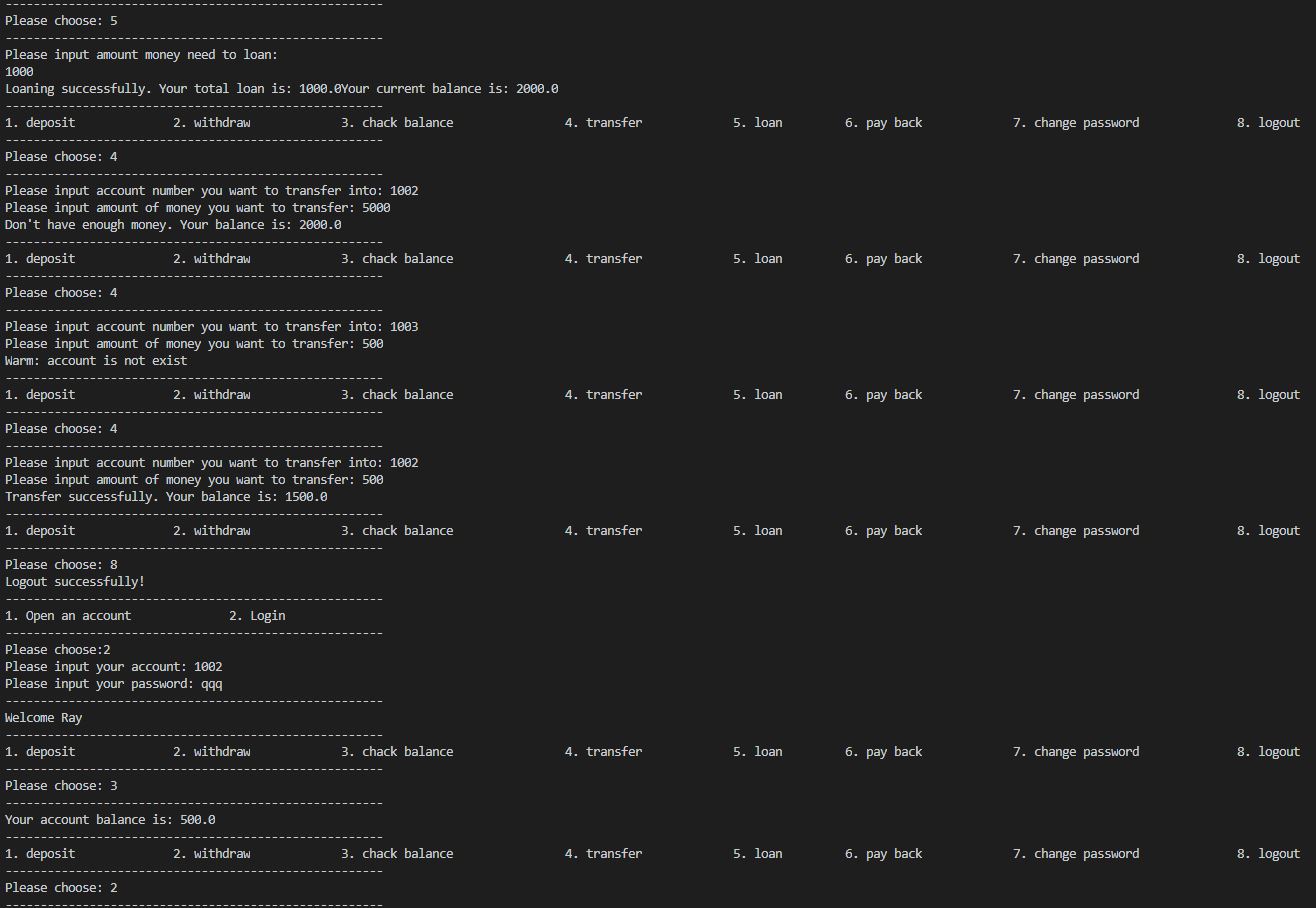 ------------------------------------------------------
Please choose: 5
------------------------------------------------------
Please input amount money need to loan:
1000
Loaning successfully. Your total loan is: 1000.0Your current balance is: 2000.0
------------------------------------------------------
1. deposit              2. withdraw             3. chack balance                4. transfer             5. loan         6. pay back             7. change password              8. logout
------------------------------------------------------
Please choose: 4
------------------------------------------------------
Please input account number you want to transfer into: 1002
Please input amount of money you want to transfer: 5000
Don't have enough money. Your balance is: 2000.0
------------------------------------------------------
1. deposit              2. withdraw             3. chack balance                4. transfer             5. loan         6. pay back             7. change password              8. logout
------------------------------------------------------
Please choose: 4
------------------------------------------------------
Please input account number you want to transfer into: 1003
Please input amount of money you want to transfer: 500
Warm: account is not exist
------------------------------------------------------
1. deposit              2. withdraw             3. chack balance                4. transfer             5. loan         6. pay back             7. change password              8. logout
------------------------------------------------------
Please choose: 4
------------------------------------------------------
Please input account number you want to transfer into: 1002
Please input amount of money you want to transfer: 500
Transfer successfully. Your balance is: 1500.0
------------------------------------------------------
1. deposit              2. withdraw             3. chack balance                4. transfer             5. loan         6. pay back             7. change password              8. logout
------------------------------------------------------
Please choose: 8
Logout successfully!
------------------------------------------------------
1. Open an account              2. Login
------------------------------------------------------
Please choose:2
Please input your account: 1002
Please input your password: qqq
------------------------------------------------------
Welcome Ray
------------------------------------------------------
1. deposit              2. withdraw             3. chack balance                4. transfer             5. loan         6. pay back             7. change password              8. logout
------------------------------------------------------
Please choose: 3
------------------------------------------------------
Your account balance is: 500.0
------------------------------------------------------
1. deposit              2. withdraw             3. chack balance                4. transfer             5. loan         6. pay back             7. change password              8. logout
------------------------------------------------------
Please choose: 2
------------------------------------------------------